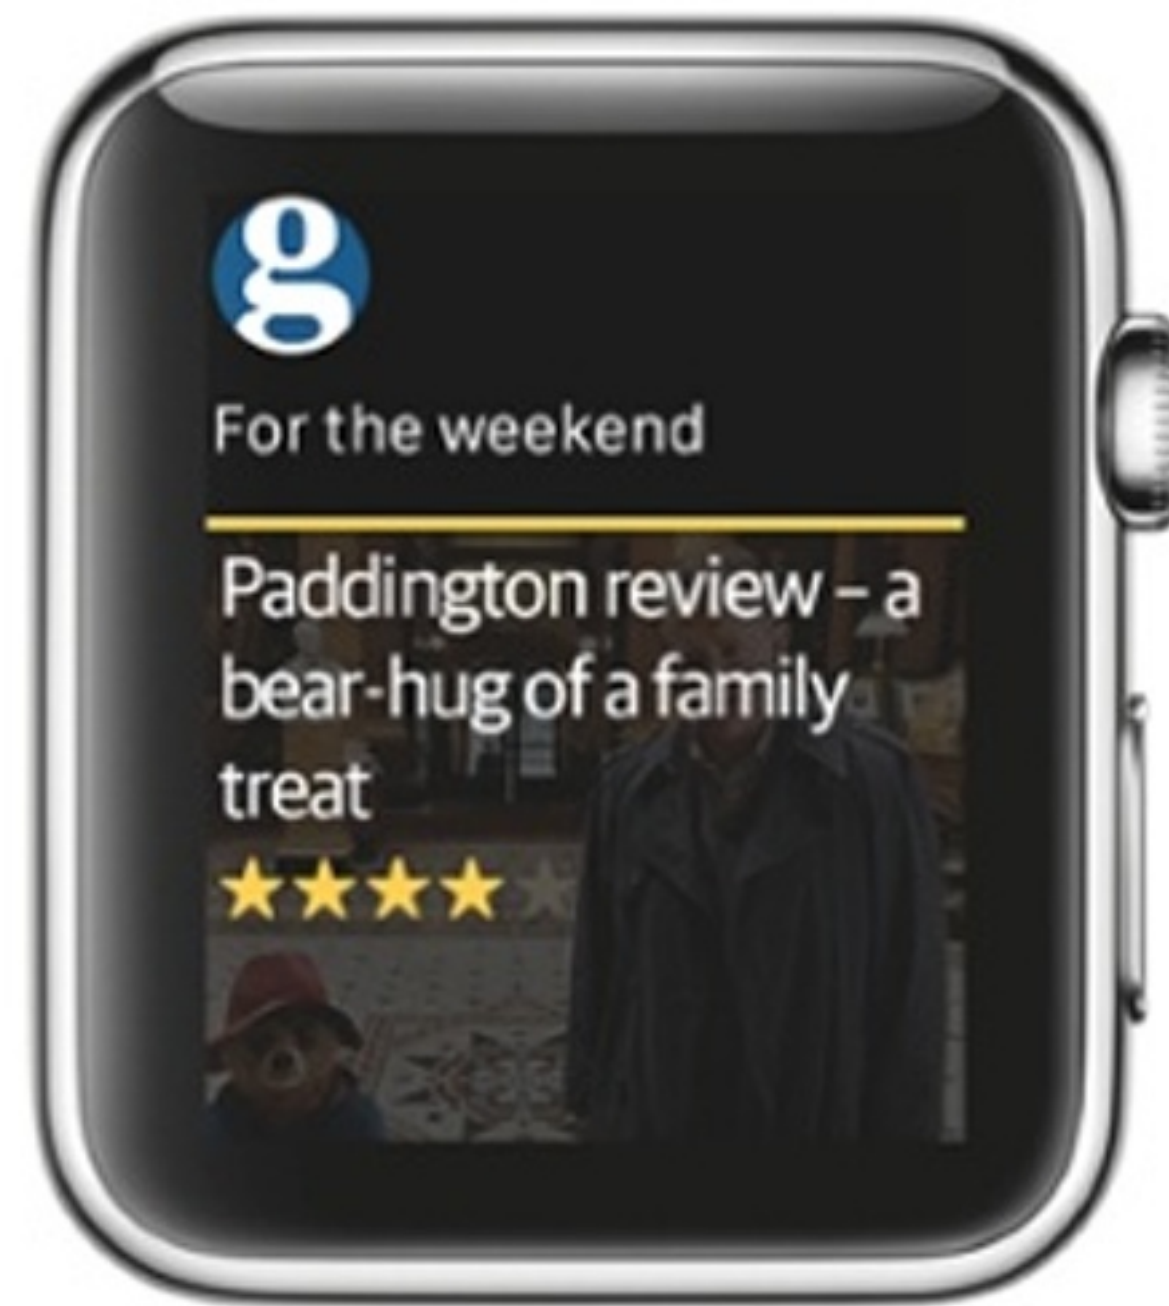 g
For the weekend
Paddington review – a
bear-hug of a family
treat